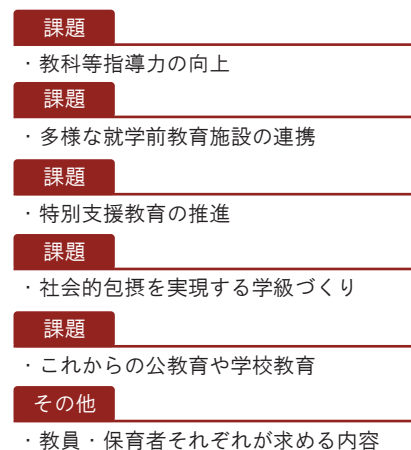 課題
・教科等指導力の向上
課題
・多様な就学前教育施設の連携
課題
・特別支援教育の推進
課題
・社会的包摂を実現する学級づくり
課題
・これからの公教育や学校教育
その他
・教員・保育者それぞれが求める内容